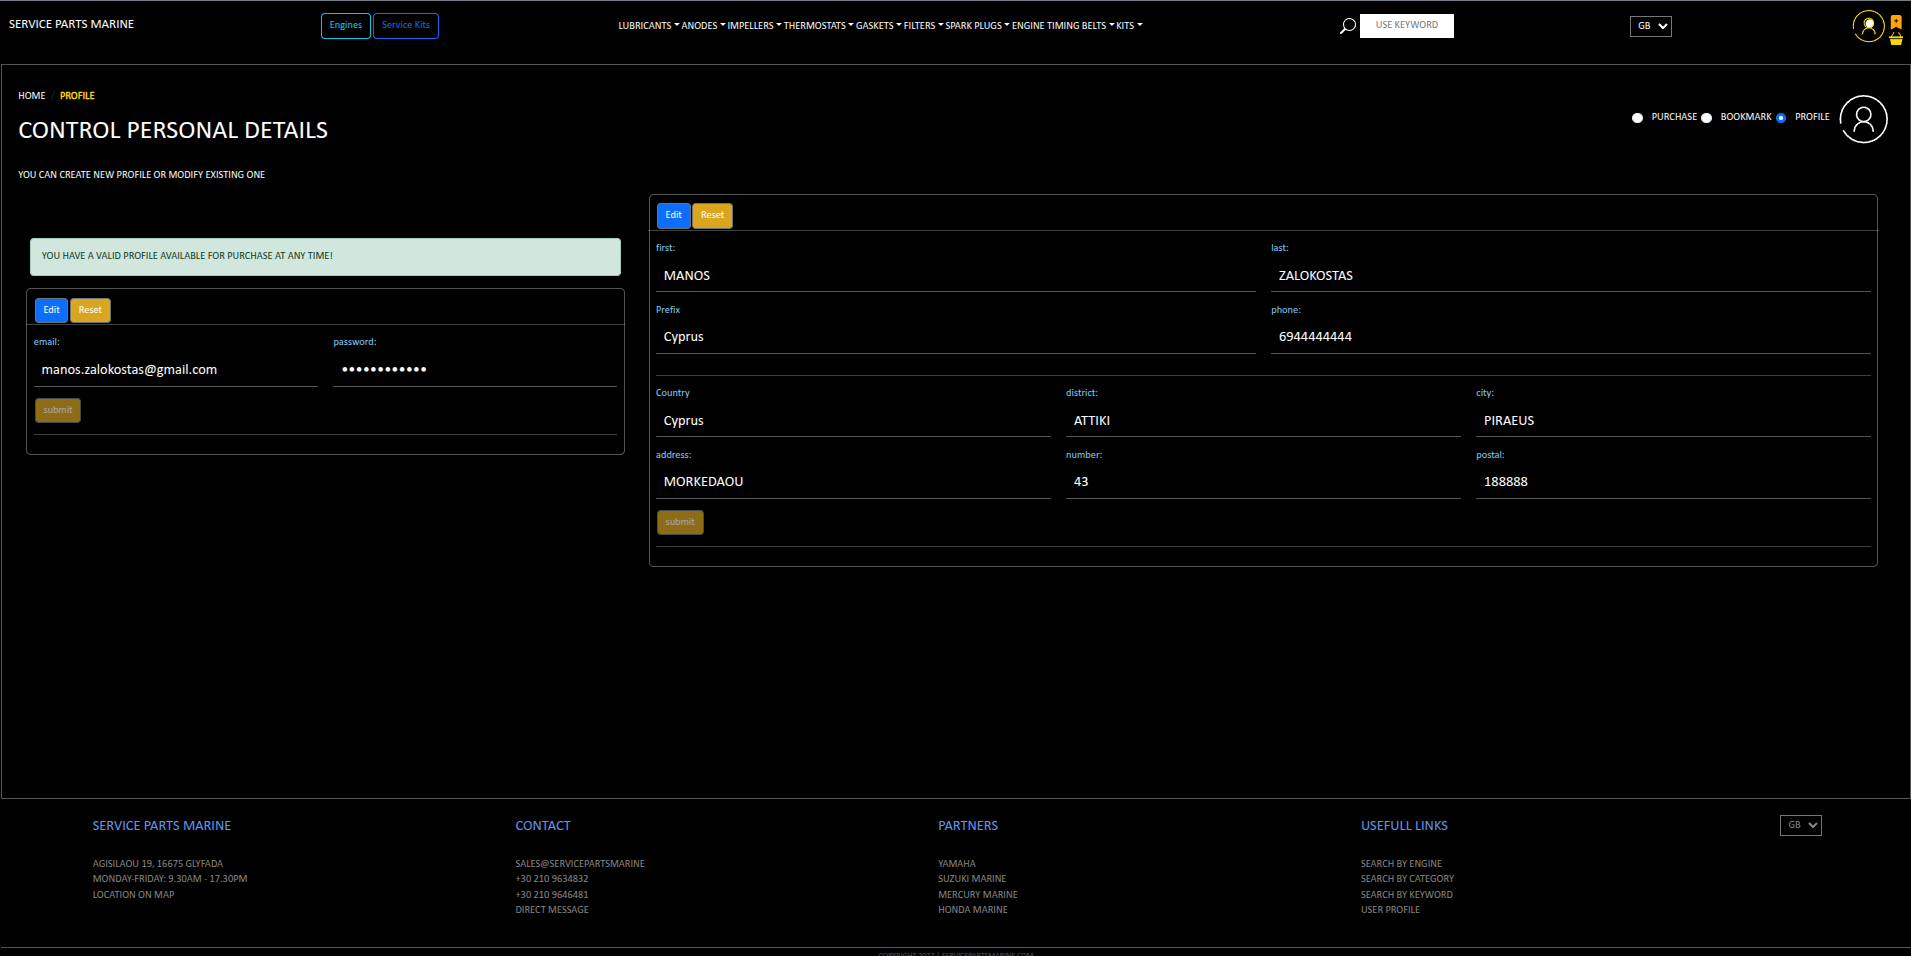 SERVICE PARTS MARINE
Engines Service Kits
LUBRICANTS ANODES IMPELLERS THERMOSTATS GASKETS FILTERS SPARK PLUGS ENGINE TIMING BELTS KITS
USE KEYWORD
GB
HOME / PROFILE
CONTROL PERSONAL DETAILS
PURCHASE BOOKMARK PROFILE
YOU CAN CREATE NEW PROFILE OR MODIFY EXISTING ONE
YOU HAVE A VALID PROFILE AVAILABLE FOR PURCHASE AT ANY TIME!
Edit Reset
email: password:
manos.zalokostas@gmail.com ••••••••••••
submit
Edit Reset
first: last:
MANOS ZALOKOSTAS
Prefix phone:
Cyprus 6944444444
Country district: city:
Cyprus ATTIKI PIRAEUS
address: number: postal:
MORKEDAOU 43 188888
submit
SERVICE PARTS MARINE
AGISILAOU 19, 16675 GLYFADA
MONDAY-FRIDAY: 9.30AM - 17.30PM
LOCATION ON MAP
CONTACT
SALES@SERVICEPARTSMARINE
+30 210 9634832
+30 210 9646481
DIRECT MESSAGE
PARTNERS
YAMAHA
SUZUKI MARINE
MERCURY MARINE
HONDA MARINE
USEFULL LINKS
SEARCH BY ENGINE
SEARCH BY CATEGORY
SEARCH BY KEYWORD
USER PROFILE
GB
COPYRIGHT 2022 | SERVICEPARTSMARINE.COM